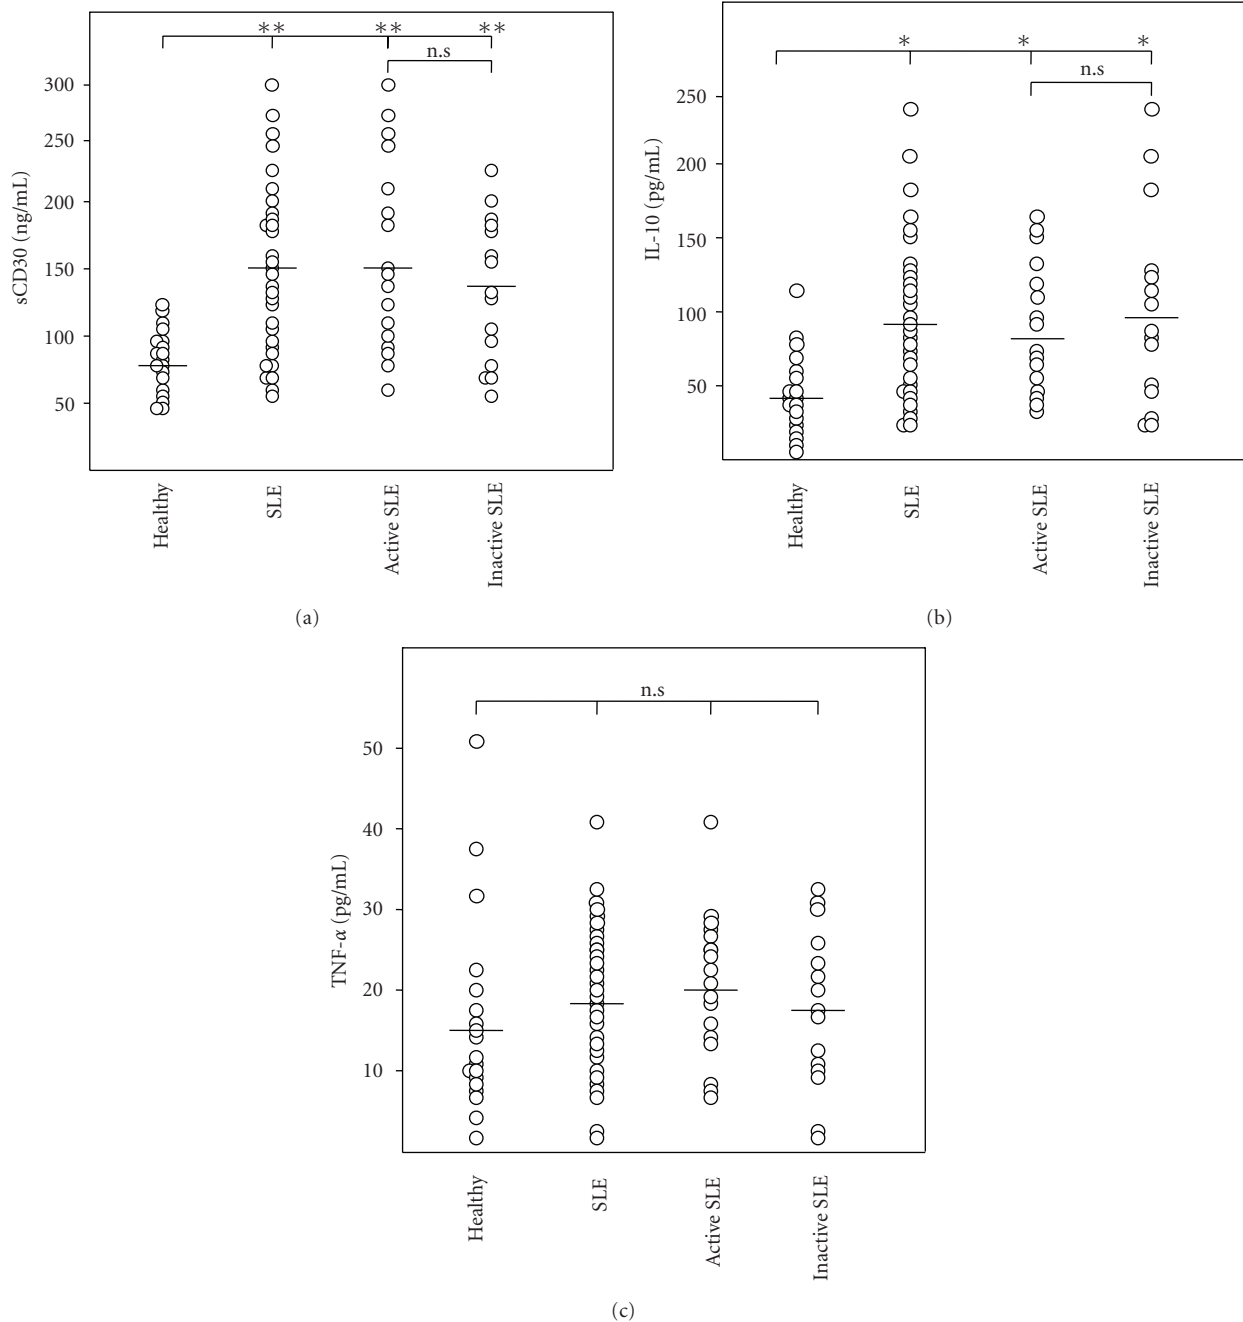 ** ** **
n.s
300
250
200
150
100
50
sCD30 (ng/mL)
Healthy
SLE
Active SLE
Inactive SLE
(a)
* * *
n.s
250
200
150
100
50
IL-10 (pg/mL)
Healthy
SLE
Active SLE
Inactive SLE
(b)
n.s
50
40
30
20
10
TNF-α (pg/mL)
Healthy
SLE
Active SLE
Inactive SLE
(c)